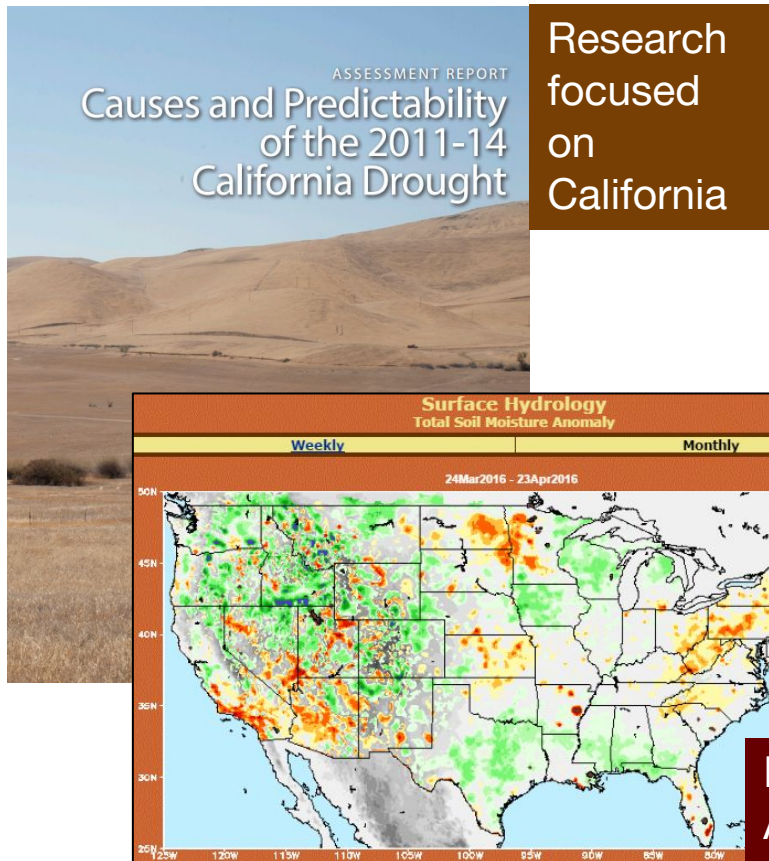 ASSESSMENT REPORT
Causes and Predictability
of the 2011-14
California Drought
Research
focused
on
California
Surface Hydrology
Total Soil Moisture Anomaly
Weekly
Monthly
24Mar2016 - 23Apr2016
50N
45N
40N
35N
30N
25N
125W
120W
115W
110W
105W
100W
95W
90W
85W
80W